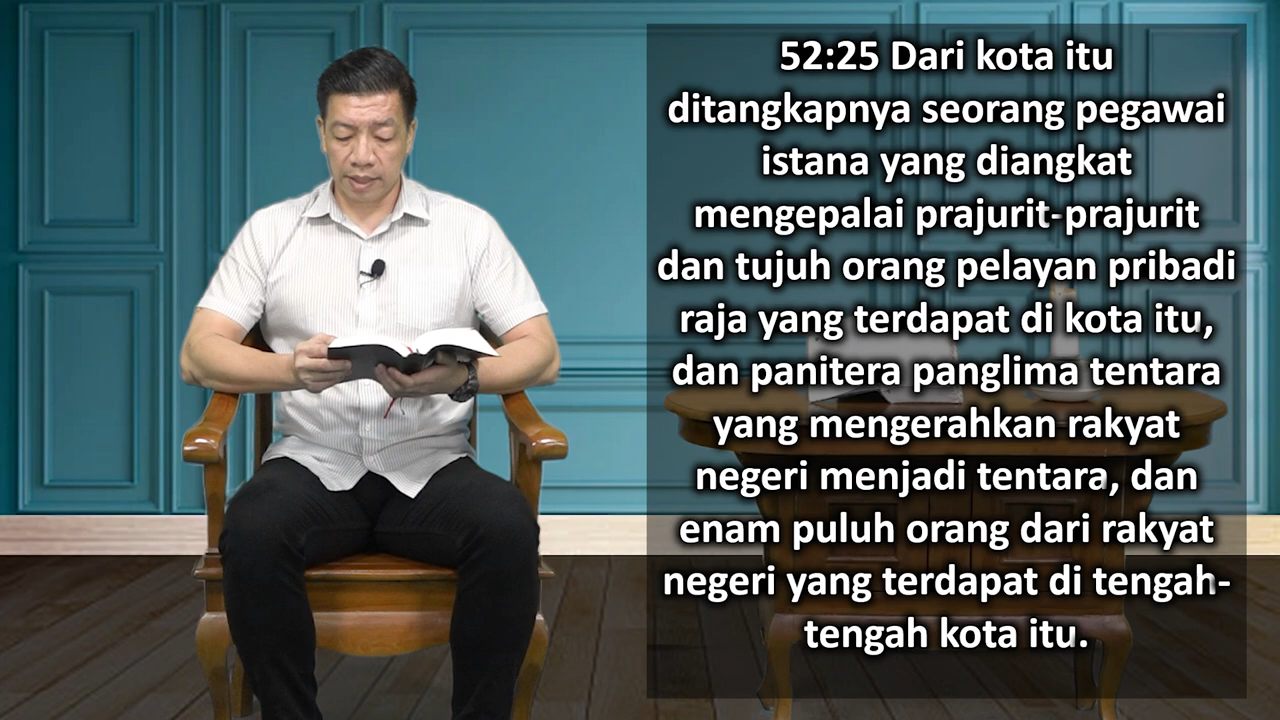 52:25 Dari kota itu
ditangkapnya seorang pegawai
istana yang diangkat
mengepalai prajurit-prajurit
dan tujuh orang pelayan pribadi
raja yang terdapat di kota itu,
dan panitera panglima tentara
yang mengerahkan rakyat
negeri menjadi tentara, dan
enam puluh orang dari rakyat
negeri yang terdapat di tengah-
tengah kota itu.